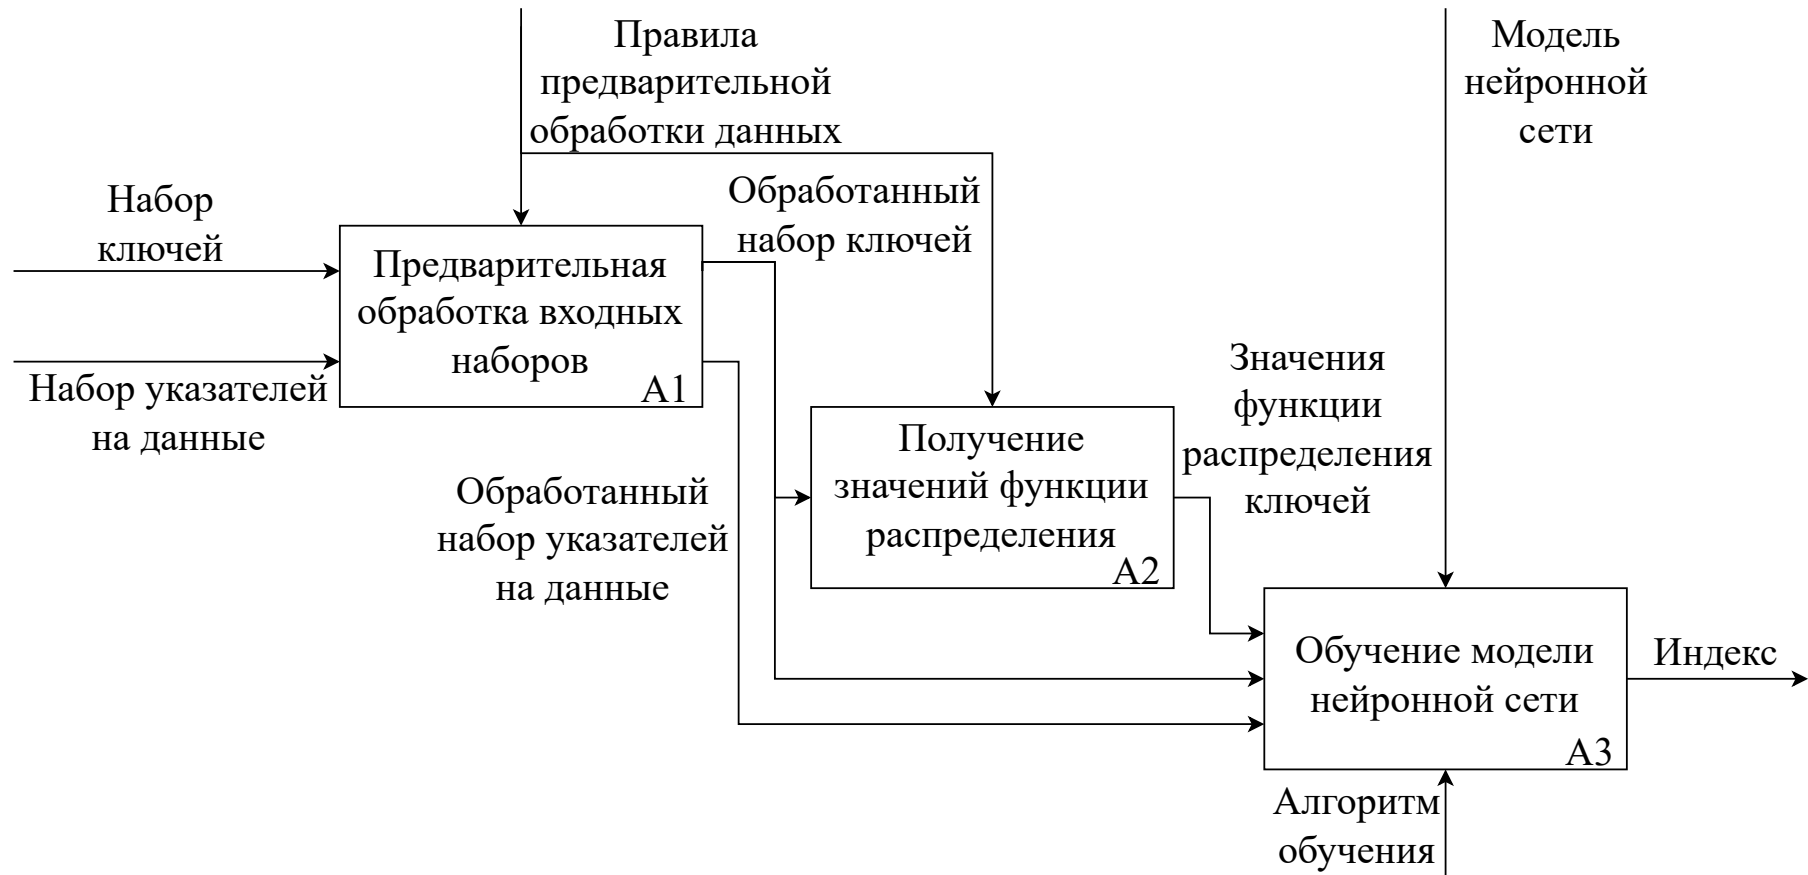 Правила
предварительной
обработки данных
Модель
нейронной
сети
Набор
ключей
Обработанный
набор ключей
Предварительная
обработка входных
наборов
A1
Набор указателей
на данные
Значения
функции
распределения
ключей
Получение
значений функции
распределения
A2
Обработанный
набор указателей
на данные
Обучение модели
нейронной сети
A3
Индекс
Алгоритм
обучения